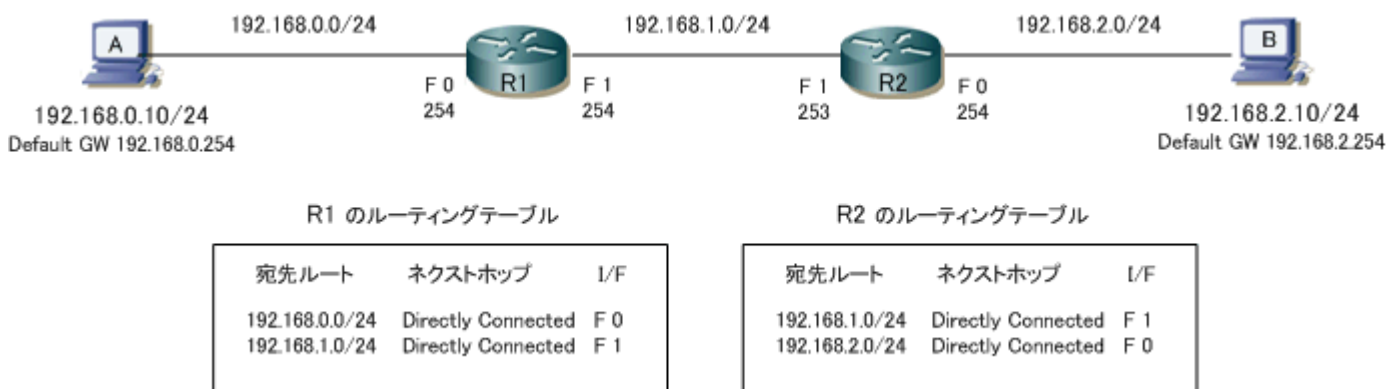 192.168.0.0/24 192.168.1.0/24 192.168.2.0/24
A B
R1 R2
F 0 F 1 F 1 F 0
254 254 253 254
192.168.0.10/24 192.168.2.10/24
Default GW 192.168.0.254 Default GW 192.168.2.254
R1 のルーティングテーブル R2 のルーティングテーブル
宛先ルート ネクストホップ I/F 宛先ルート ネクストホップ I/F
192.168.0.0/24 Directly Connected F 0 192.168.1.0/24 Directly Connected F 1
192.168.1.0/24 Directly Connected F 1 192.168.2.0/24 Directly Connected F 0